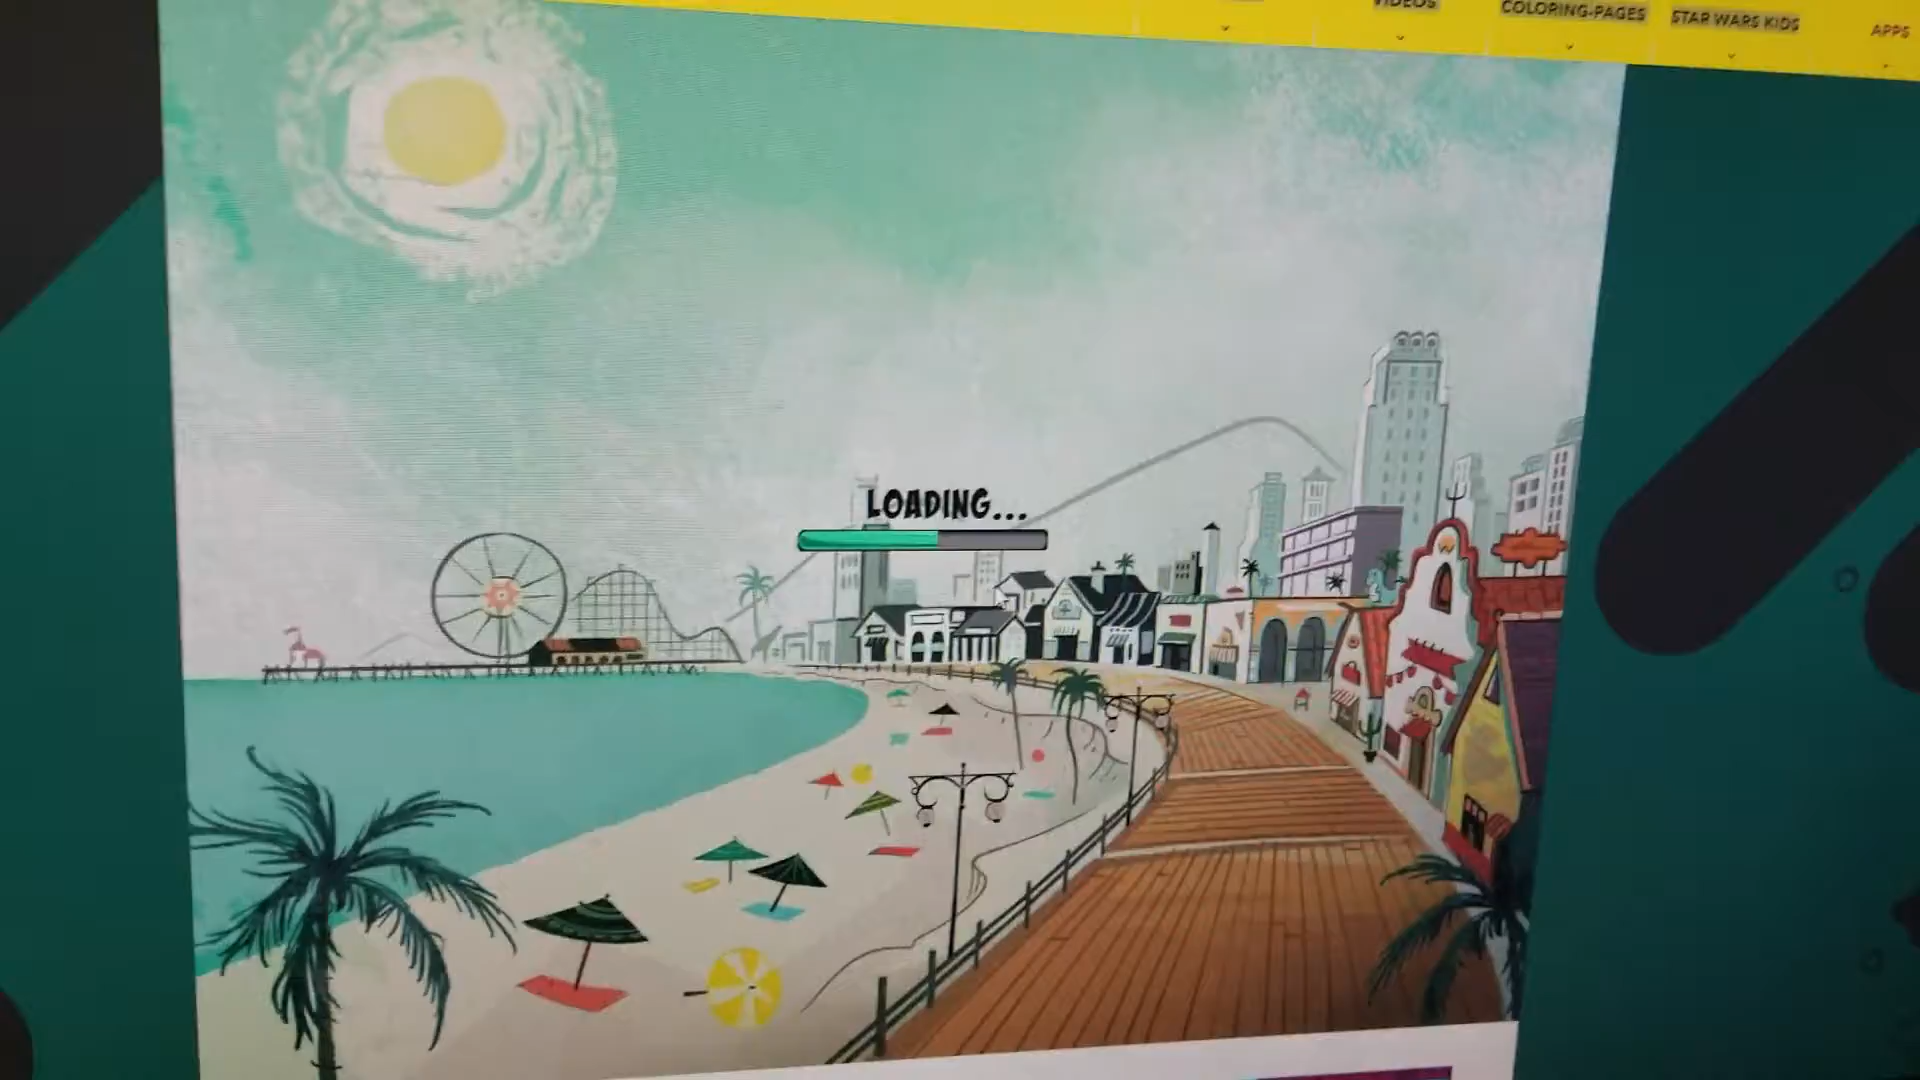 VIDEOS
COLORING-PAGES
STAR WARS KIDS
APPS
LOADING...